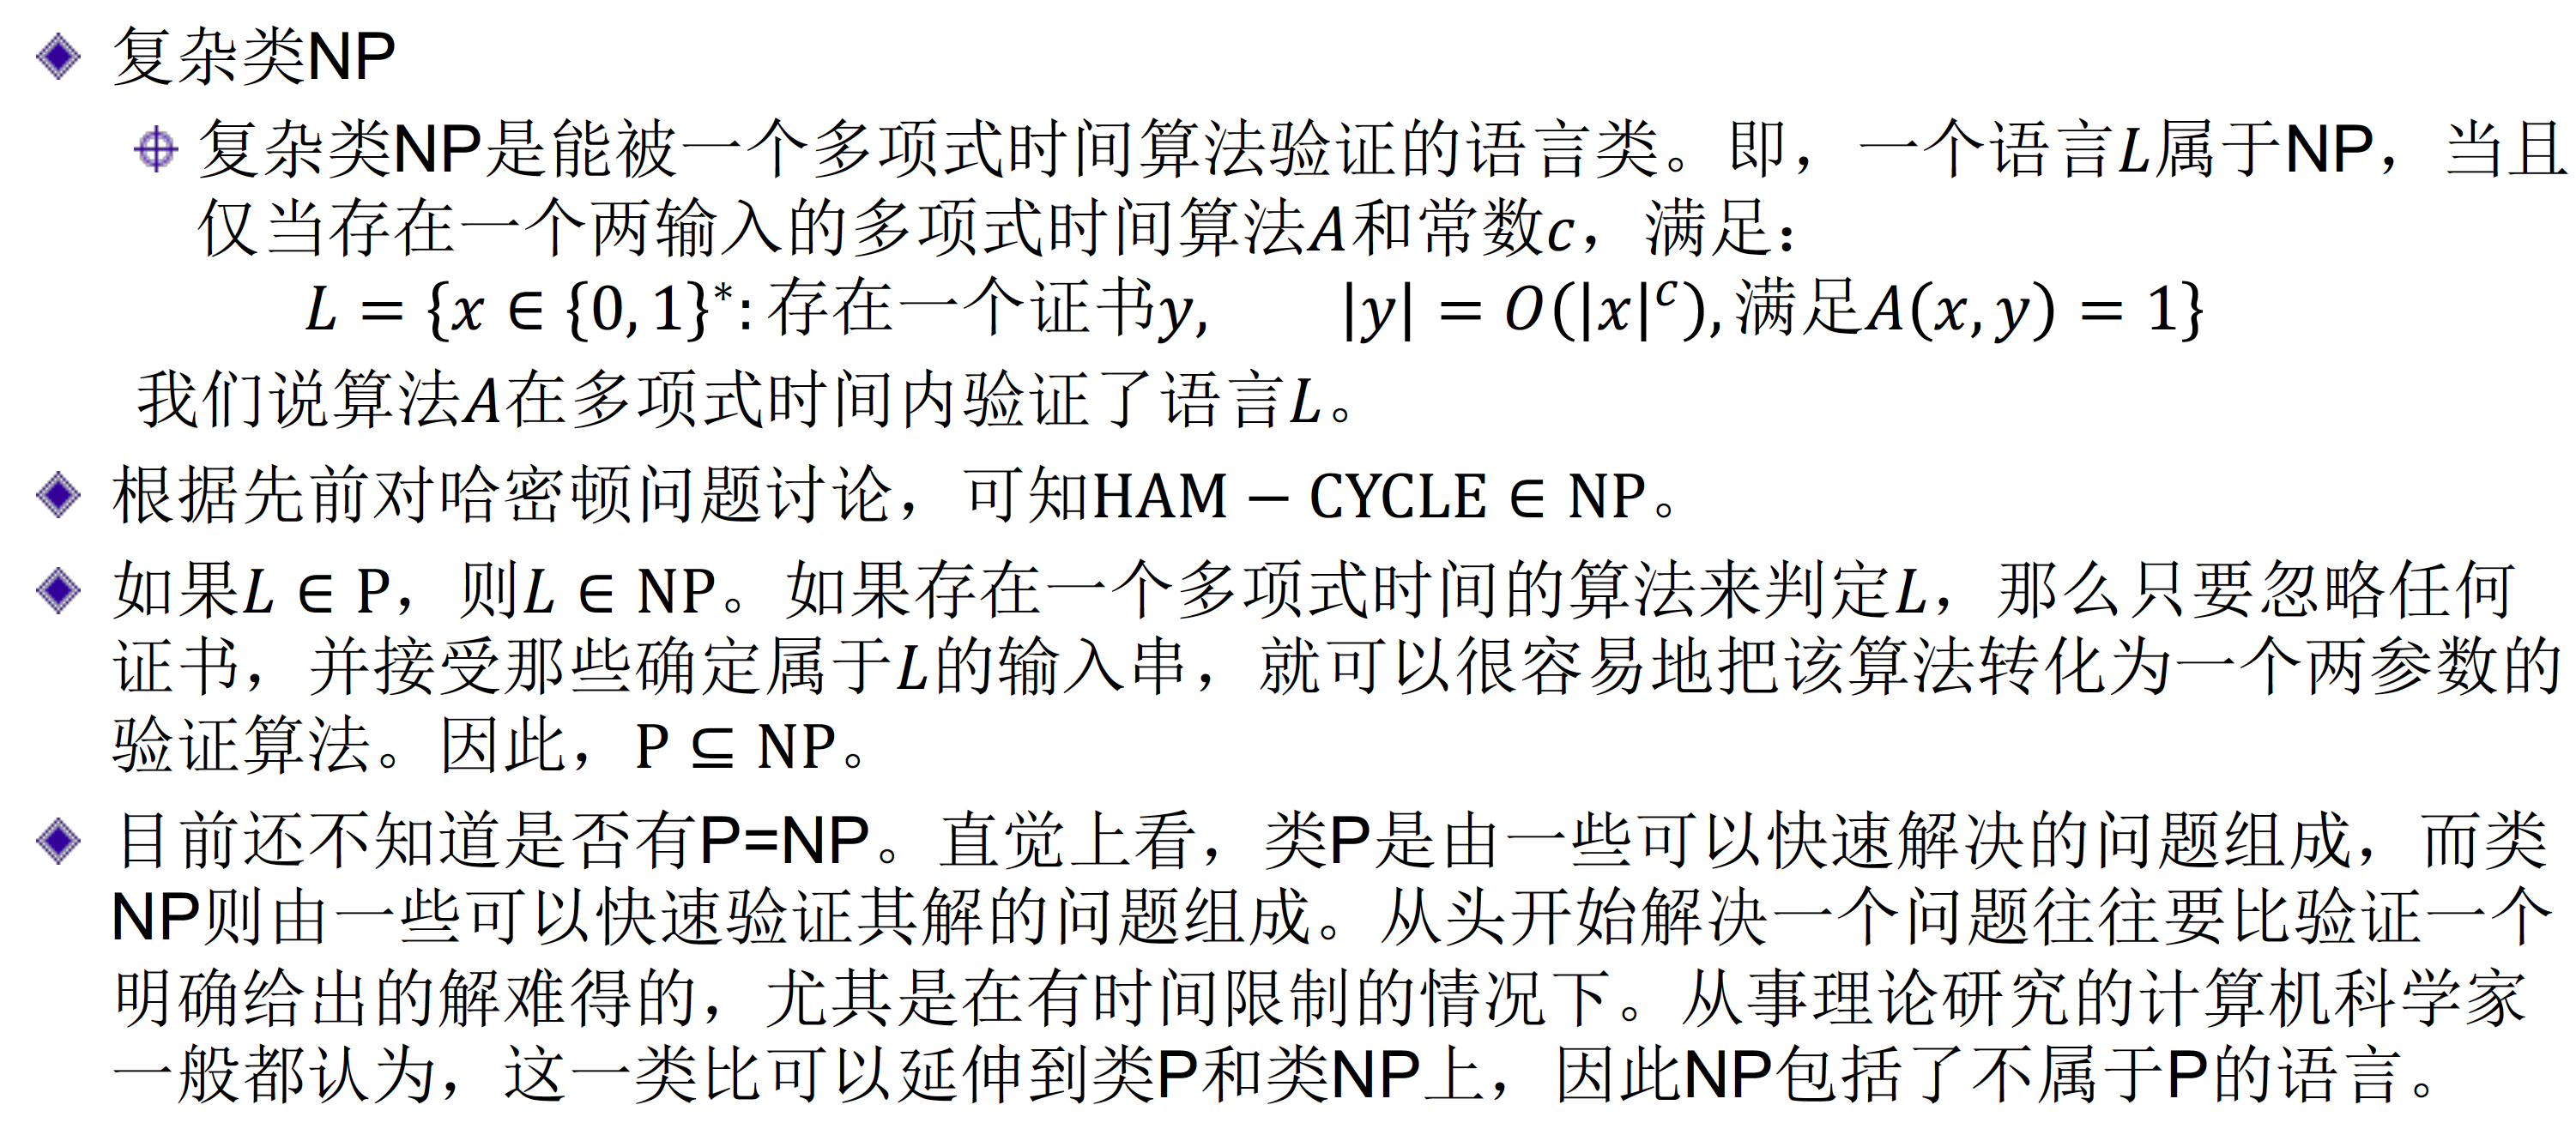 复杂类NP
复杂类NP是能被一个多项式时间算法验证的语言类。即，一个语言L属于NP，当且
仅当存在一个两输入的多项式时间算法A和常数c，满足：
L = {x ∈ {0,1}*:存在一个证书y, |y| = O(|x|^c),满足A(x,y) = 1}
我们说算法A在多项式时间内验证了语言L。
根据先前对哈密顿问题讨论，可知HAM − CYCLE ∈ NP。
如果L ∈ P，则L ∈ NP。如果存在一个多项式时间的算法来判定L，那么只要忽略任何
证书，并接受那些确定属于L的输入串，就可以很容易地把该算法转化为一个两参数的
验证算法。因此，P ⊆ NP。
目前还不知道是否有P=NP。直觉上看，类P是由一些可以快速解决的问题组成，而类
NP则由一些可以快速验证其解的问题组成。从头开始解决一个问题往往要比验证一个
明确给出的解难得的，尤其是在有时间限制的情况下。从事理论研究的计算机科学家
一般都认为，这一类比可以延伸到类P和类NP上，因此NP包括了不属于P的语言。